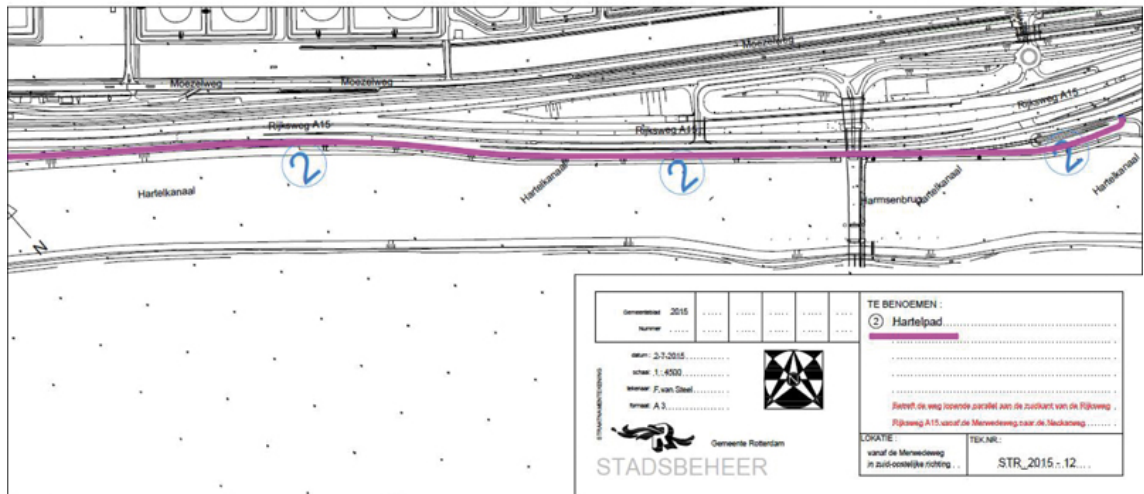 Moezelweg
Moezelweg
Moezelweg
Rijksweg A15
Rijksweg A15
Rijksweg A15
2
2
2
Hartelkanaal
Hartelkanaal
Harmsenbrug
Hartelkanaal
Hartelkanaal
N
Gemeenteblad 2015
Nummer
datum: 2-7-2015
schaal: 1 : 4500
tekenaar: F. van Steel
formaat: A 3
STRAATNAAMTEKENING
Gemeente Rotterdam
STADSBEHEER
TE BENOEMEN :
2 Hartelpad
Betreft de weg lopende parallel aan de zuidkant van de Rijksweg
Rijksweg A15 vanaf de Merwedeweg naar de Neckarweg
LOKATIE :
vanaf de Merwedeweg
in zuid-oostelijke richting
TEK.NR.:
STR_2015 - 12